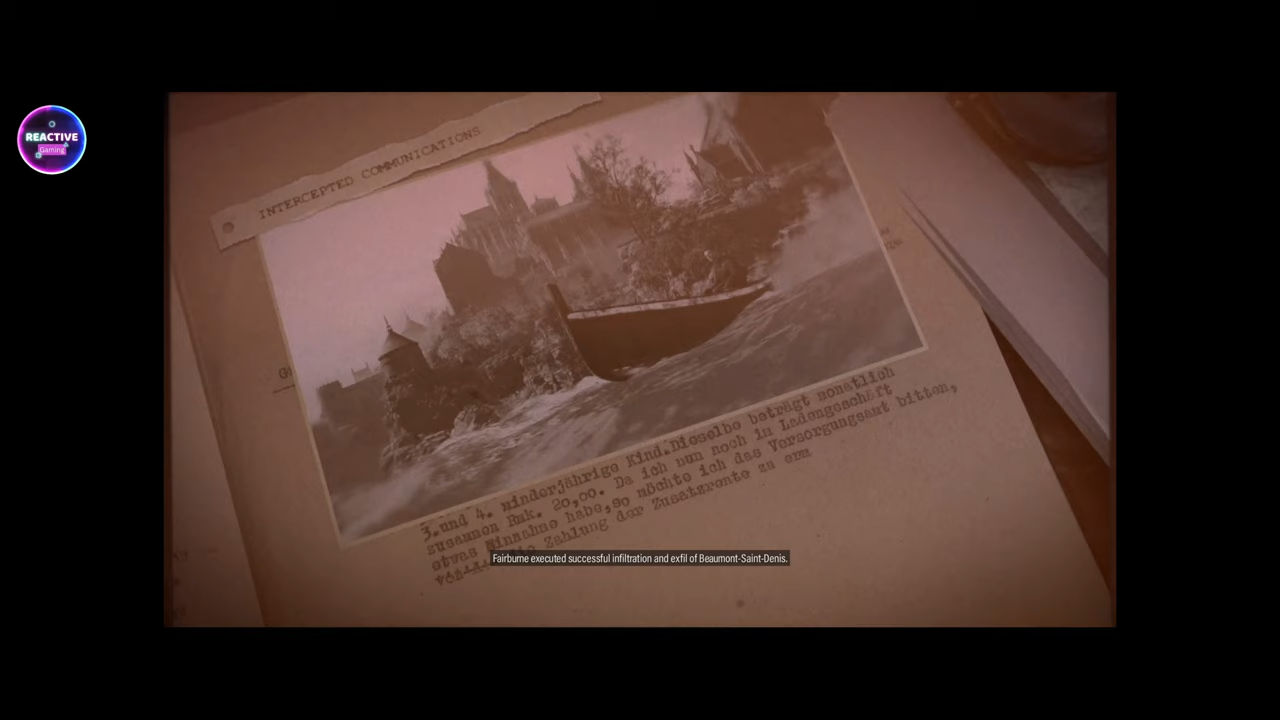 REACTIVE
Gaming
INTERCEPTED COMMUNICATIONS
3.und 4. minderjährige Kind.Dieselbe beträgt monatlich
zusammen Rmk. 20,00. Da ich nun noch in Ladengeschäft
etwas Einnahme habe,so möchte ich das Versorgungsamt bitten,
Zahlung der Zusatzrente zu
Fairburne executed successful infiltration and exfil of Beaumont-Saint-Denis.